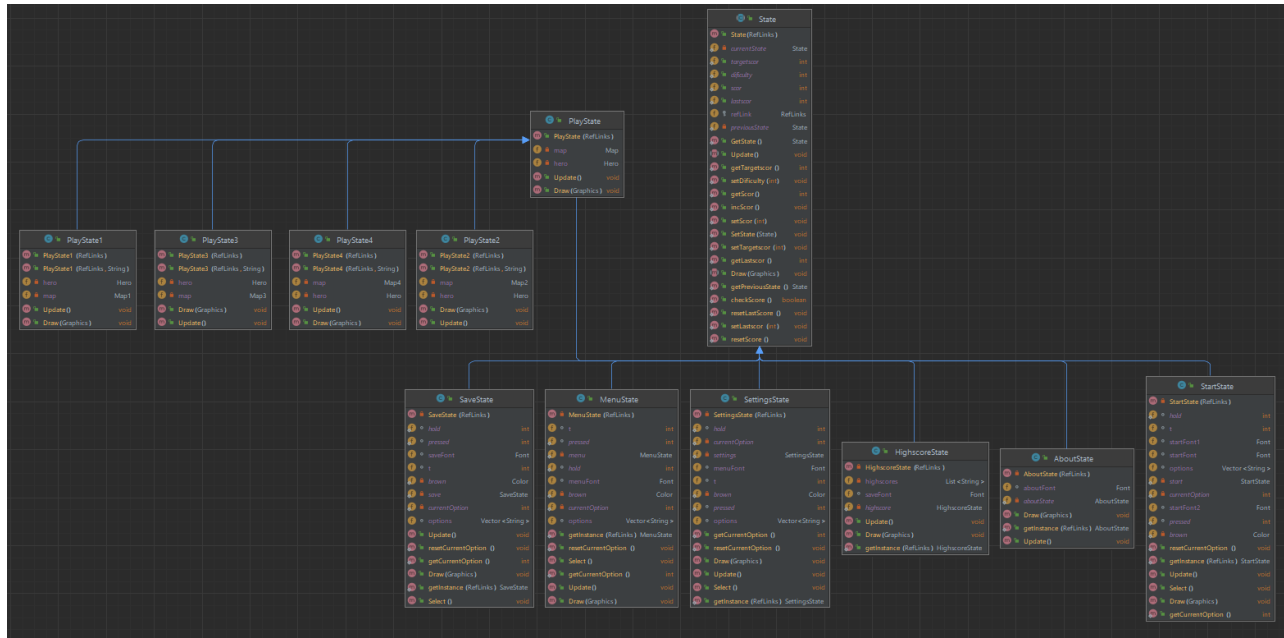 State
State(RefLinks)
currentState State
targetscor int
dificulty int
scor int
lastscor int
refLink RefLinks
previousState State
GetState() State
Update() void
getTargetscor () int
setDificulty (int) void
getScor() int
incScor() void
setScor (int) void
SetState(State) void
setTargetscor (int) void
getLastscor () int
Draw(Graphics) void
getPreviousState () State
checkScore () boolean
resetLastScore () void
setLastscor (int) void
resetScore () void
PlayState
PlayState (RefLinks)
map Map
hero Hero
Update() void
Draw(Graphics) void
PlayState1
PlayState1 (RefLinks)
PlayState1 (RefLinks, String)
hero Hero
map Map1
Update() void
Draw(Graphics) void
PlayState3
PlayState3 (RefLinks)
PlayState3 (RefLinks, String)
hero Hero
map Map3
Draw(Graphics) void
Update() void
PlayState4
PlayState4 (RefLinks)
PlayState4 (RefLinks, String)
map Map4
hero Hero
Update() void
Draw(Graphics) void
PlayState2
PlayState2 (RefLinks)
PlayState2 (RefLinks, String)
map Map2
hero Hero
Draw(Graphics) void
Update() void
SaveState
SaveState (RefLinks)
hold int
pressed int
saveFont Font
t int
brown Color
save SaveState
currentOption int
options Vector<String>
Update() void
resetCurrentOption () void
getCurrentOption () int
Draw(Graphics) void
getInstance (RefLinks) SaveState
Select() void
MenuState
MenuState (RefLinks)
t int
pressed int
menu MenuState
hold int
menuFont Font
brown Color
currentOption int
options Vector<String>
getInstance (RefLinks) MenuState
resetCurrentOption () void
Select() void
getCurrentOption () int
Update() void
Draw(Graphics) void
SettingsState
SettingsState (RefLinks)
hold int
currentOption int
settings SettingsState
menuFont Font
t int
brown Color
pressed int
options Vector<String>
getCurrentOption () int
resetCurrentOption () void
Draw(Graphics) void
Update() void
Select() void
getInstance (RefLinks) SettingsState
HighscoreState
HighscoreState (RefLinks)
highscores List<String>
saveFont Font
highscore HighscoreState
Update() void
Draw(Graphics) void
getInstance (RefLinks) HighscoreState
AboutState
AboutState (RefLinks)
aboutFont Font
aboutState AboutState
Draw(Graphics) void
getInstance (RefLinks) AboutState
Update() void
StartState
StartState (RefLinks)
hold int
t int
startFont1 Font
startFont Font
options Vector<String>
start StartState
currentOption int
startFont2 Font
pressed int
brown Color
resetCurrentOption () void
getInstance (RefLinks) StartState
Update() void
Select() void
Draw(Graphics) void
getCurrentOption () int